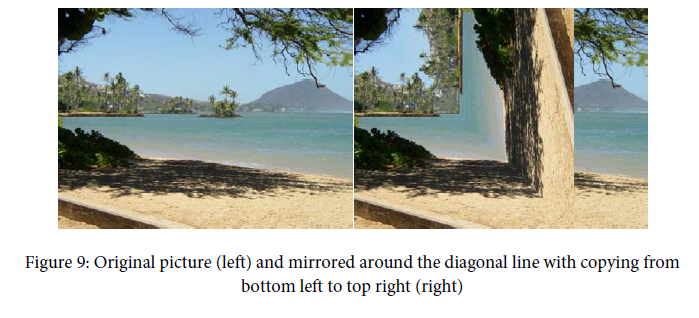 Figure 9: Original picture (left) and mirrored around the diagonal line with copying from
bottom left to top right (right)